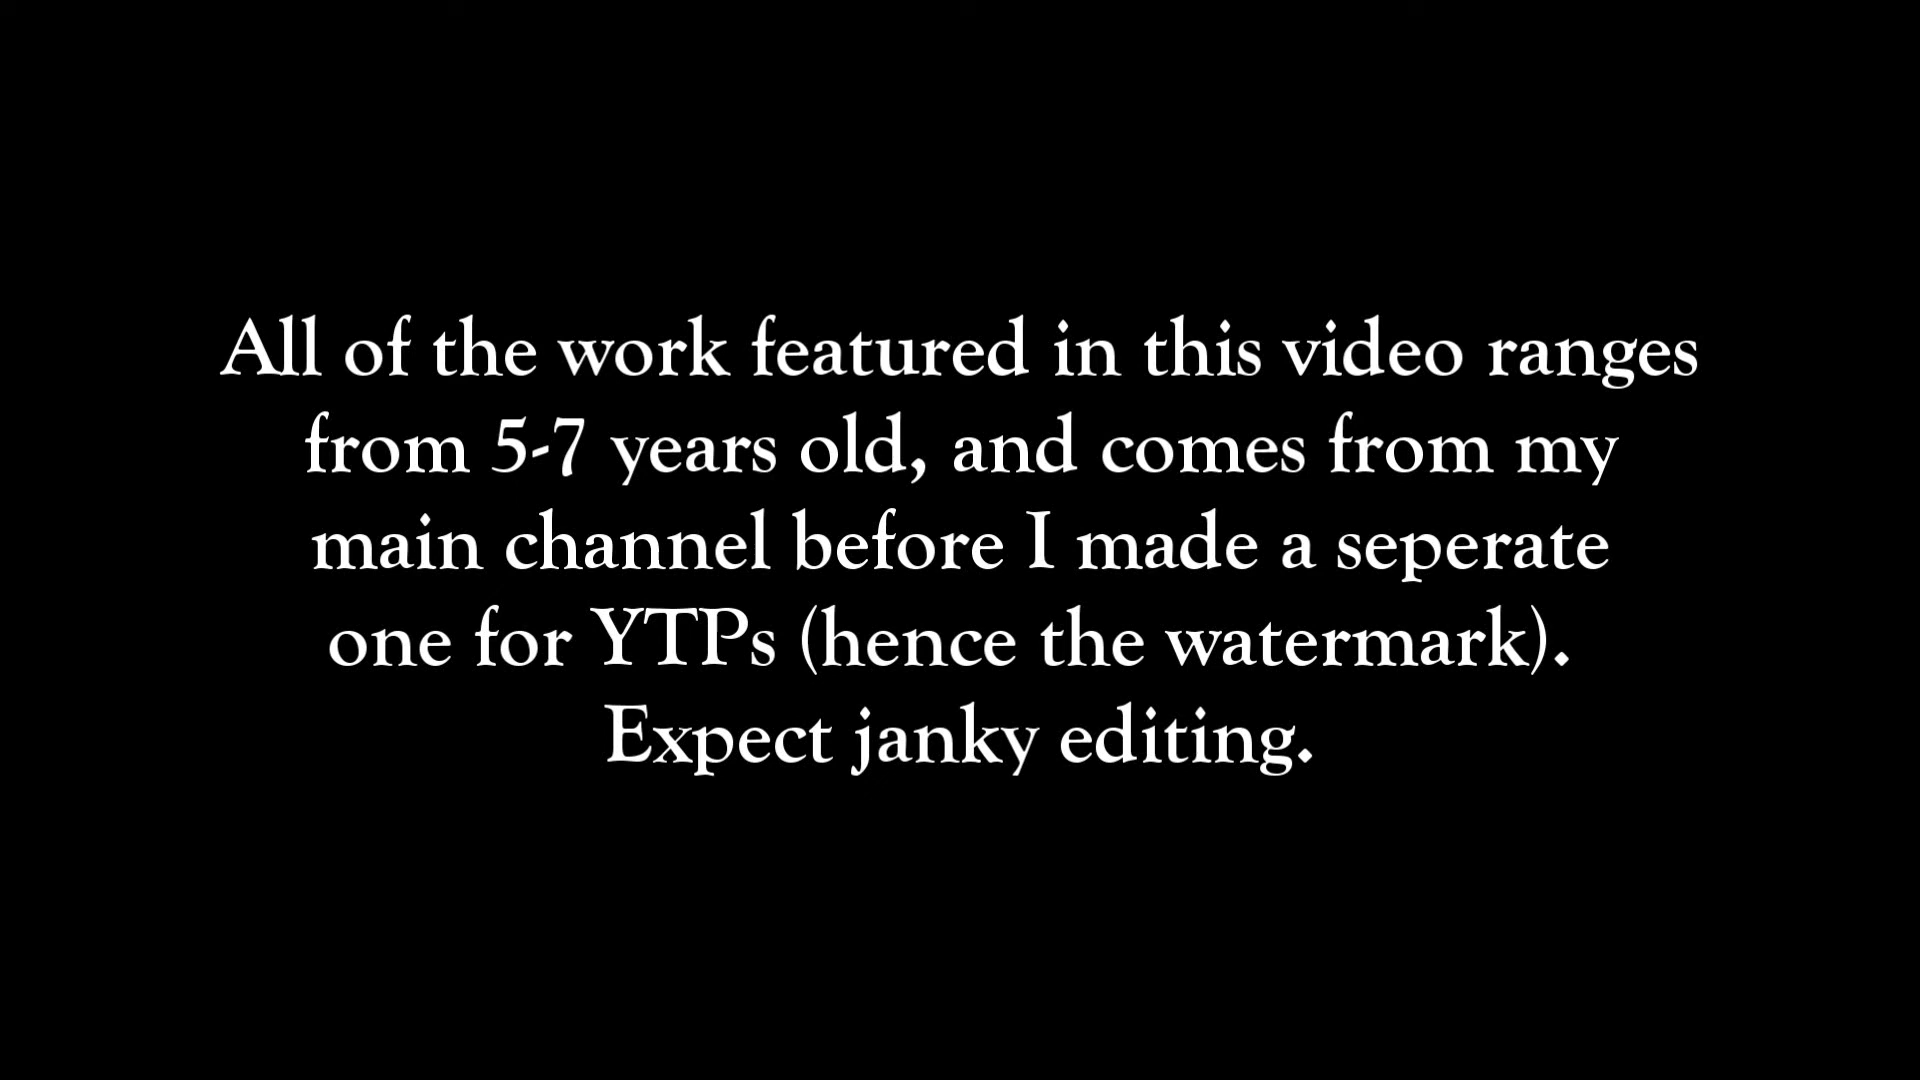 All of the work featured in this video ranges
from 5-7 years old, and comes from my
main channel before I made a seperate
one for YTPs (hence the watermark).
Expect janky editing.